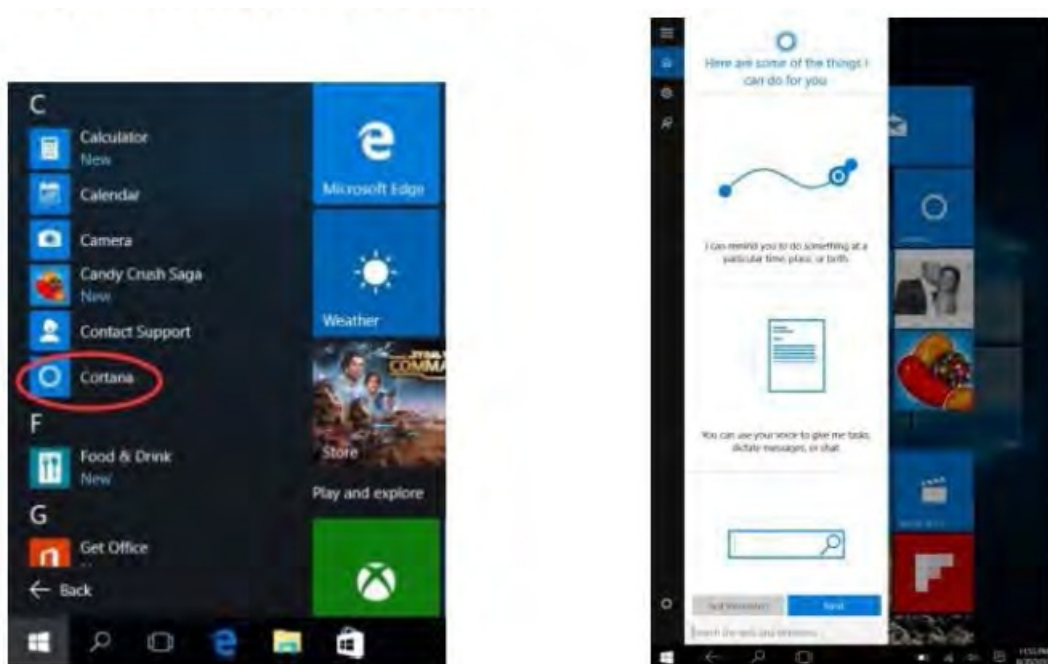 C
Calculator
New
Calendar
Camera
Candy Crush Saga
New
Contact Support
Cortana
F
Food & Drink
New
G
Get Office
Back
Microsoft Edge
Weather
COMMA
Store
Play and explore
Here are some of the things I
can do for you
I can remind you to do something at a
particular time, place, or both.
You can use your voice to give me tasks,
dictate messages, or chat.
Next